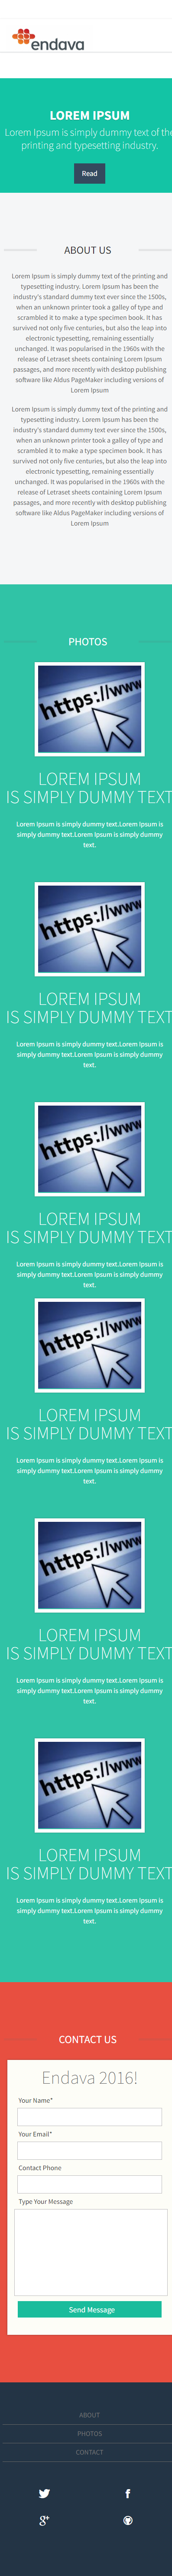 endava
LOREM IPSUM
Lorem Ipsum is simply dummy text of the
printing and typesetting industry.
Read
ABOUT US
Lorem Ipsum is simply dummy text of the printing and
typesetting industry. Lorem Ipsum has been the
industry's standard dummy text ever since the 1500s,
when an unknown printer took a galley of type and
scrambled it to make a type specimen book. It has
survived not only five centuries, but also the leap into
electronic typesetting, remaining essentially
unchanged. It was popularised in the 1960s with the
release of Letraset sheets containing Lorem Ipsum
passages, and more recently with desktop publishing
software like Aldus PageMaker including versions of
Lorem Ipsum
Lorem Ipsum is simply dummy text of the printing and
typesetting industry. Lorem Ipsum has been the
industry's standard dummy text ever since the 1500s,
when an unknown printer took a galley of type and
scrambled it to make a type specimen book. It has
survived not only five centuries, but also the leap into
electronic typesetting, remaining essentially
unchanged. It was popularised in the 1960s with the
release of Letraset sheets containing Lorem Ipsum
passages, and more recently with desktop publishing
software like Aldus PageMaker including versions of
Lorem Ipsum
PHOTOS
https://www
LOREM IPSUM
IS SIMPLY DUMMY TEXT
Lorem Ipsum is simply dummy text.Lorem Ipsum is
simply dummy text.Lorem Ipsum is simply dummy
text.
https://www
LOREM IPSUM
IS SIMPLY DUMMY TEXT
Lorem Ipsum is simply dummy text.Lorem Ipsum is
simply dummy text.Lorem Ipsum is simply dummy
text.
https://www
LOREM IPSUM
IS SIMPLY DUMMY TEXT
Lorem Ipsum is simply dummy text.Lorem Ipsum is
simply dummy text.Lorem Ipsum is simply dummy
text.
https://www
LOREM IPSUM
IS SIMPLY DUMMY TEXT
Lorem Ipsum is simply dummy text.Lorem Ipsum is
simply dummy text.Lorem Ipsum is simply dummy
text.
https://www
LOREM IPSUM
IS SIMPLY DUMMY TEXT
Lorem Ipsum is simply dummy text.Lorem Ipsum is
simply dummy text.Lorem Ipsum is simply dummy
text.
https://www
LOREM IPSUM
IS SIMPLY DUMMY TEXT
Lorem Ipsum is simply dummy text.Lorem Ipsum is
simply dummy text.Lorem Ipsum is simply dummy
text.
CONTACT US
Endava 2016!
Your Name*
Your Email*
Contact Phone
Type Your Message
Send Message
ABOUT
PHOTOS
CONTACT